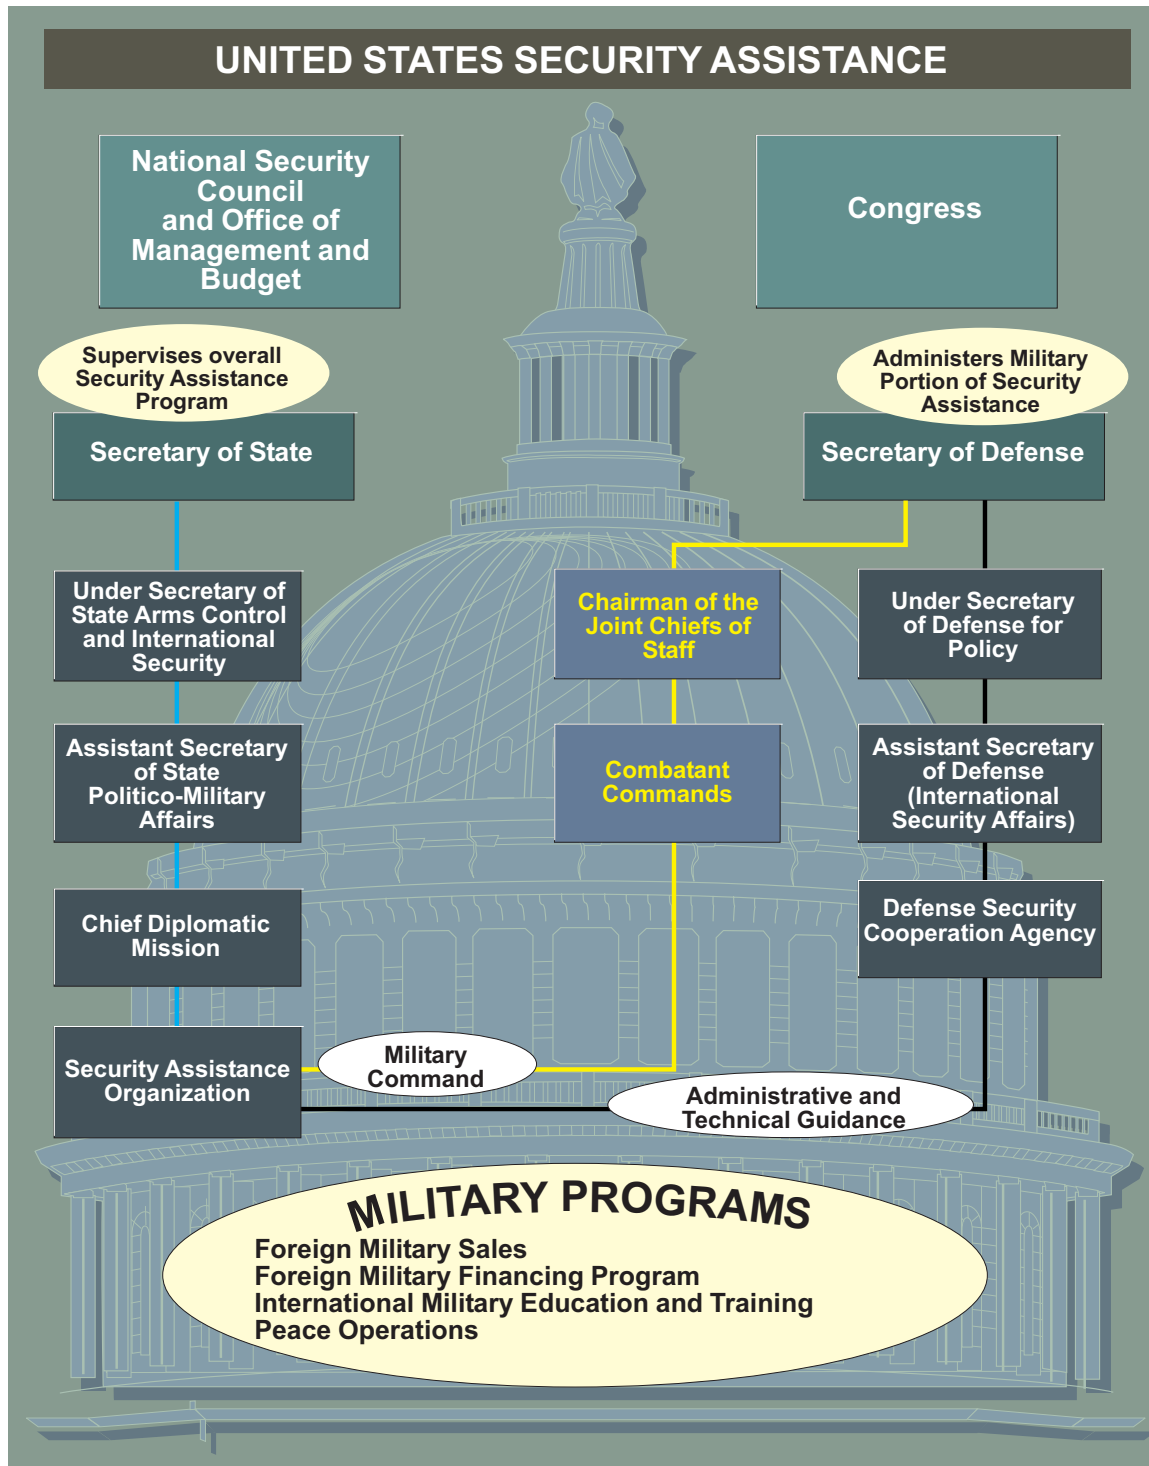 UNITED STATES SECURITY ASSISTANCE
National Security
Council
and Office of
Management and
Budget
Congress
Supervises overall
Security Assistance
Program
Administers Military
Portion of Security
Assistance
Secretary of State
Secretary of Defense
Under Secretary of
State Arms Control
and International
Security
Chairman of the
Joint Chiefs of
Staff
Under Secretary
of Defense for
Policy
Assistant Secretary
of State
Politico-Military
Affairs
Combatant
Commands
Assistant Secretary
of Defense
(International
Security Affairs)
Chief Diplomatic
Mission
Defense Security
Cooperation Agency
Security Assistance
Organization
Military
Command
Administrative and
Technical Guidance
MILITARY PROGRAMS
Foreign Military Sales
Foreign Military Financing Program
International Military Education and Training
Peace Operations